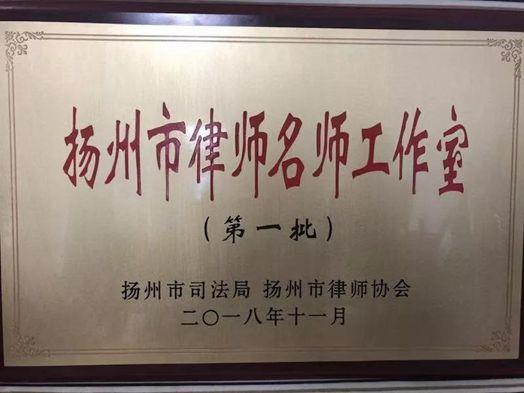 扬州市律师名师工作室
(第一批)
扬州市司法局 扬州市律师协会
二〇一八年十一月